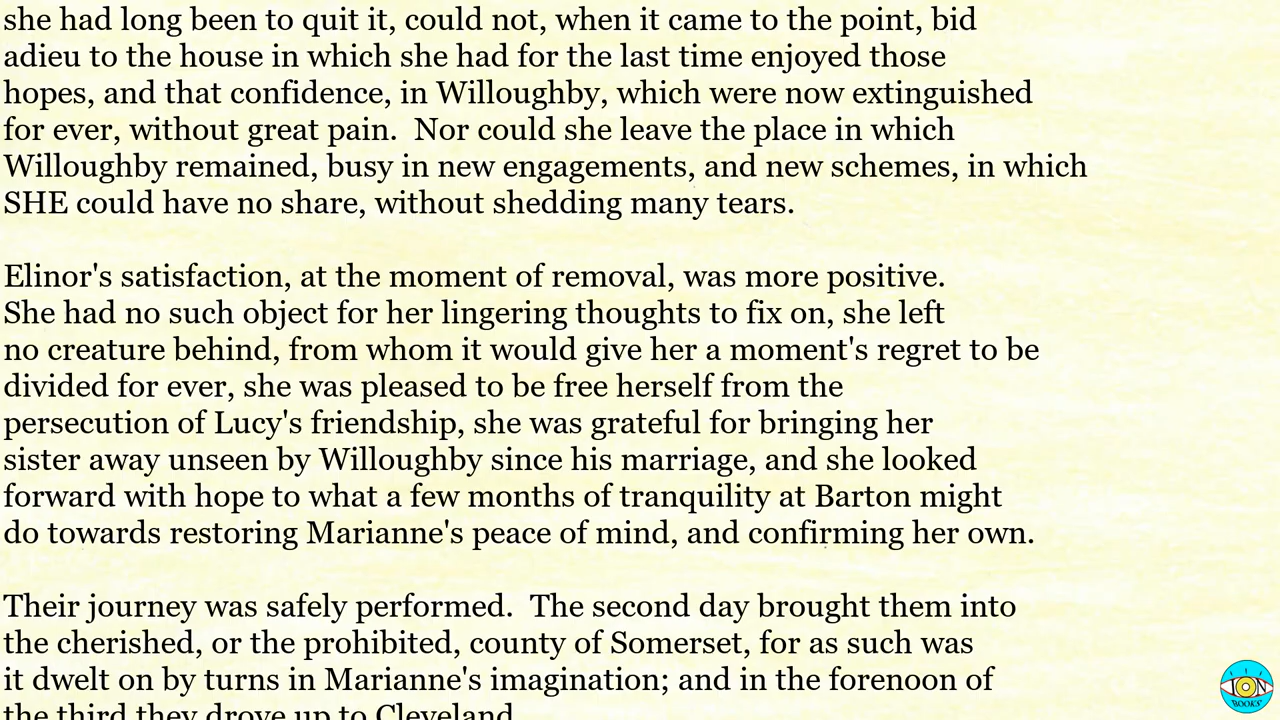 she had long been to quit it, could not, when it came to the point, bid
adieu to the house in which she had for the last time enjoyed those
hopes, and that confidence, in Willoughby, which were now extinguished
for ever, without great pain.  Nor could she leave the place in which
Willoughby remained, busy in new engagements, and new schemes, in which
SHE could have no share, without shedding many tears.

Elinor's satisfaction, at the moment of removal, was more positive.
She had no such object for her lingering thoughts to fix on, she left
no creature behind, from whom it would give her a moment's regret to be
divided for ever, she was pleased to be free herself from the
persecution of Lucy's friendship, she was grateful for bringing her
sister away unseen by Willoughby since his marriage, and she looked
forward with hope to what a few months of tranquility at Barton might
do towards restoring Marianne's peace of mind, and confirming her own.

Their journey was safely performed.  The second day brought them into
the cherished, or the prohibited, county of Somerset, for as such was
it dwelt on by turns in Marianne's imagination; and in the forenoon of
the third they drove up to Cleveland.
ION
BOOKS